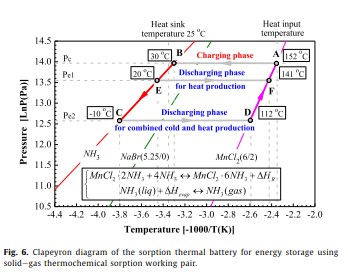 Heat sink
temperature 25 °C
Heat input
temperature
14.5
14.0
13.5
13.0
12.5
12.0
11.5
11.0
10.5
Pressure [LnP(Pa)]
Pc
Pe1
Pe2
30 °C
B
Charging phase
A
152 °C
20 °C
Discharging phase
141 °C
E
for heat production
F
-10 °C
C
Discharging phase
D
112 °C
for combined cold and heat production
NH3
NaBr(5.25/0)
MnCl2(6/2)
MnCl2·2NH3+4NH3 ↔ MnCl2·6NH3+ΔHR
NH3(liq)+ΔHevap ↔ NH3(gas)
-4.4 -4.2 -4.0 -3.8 -3.6 -3.4 -3.2 -3.0 -2.8 -2.6 -2.4 -2.2 -2.0
Temperature [-1000/T(K)]
Fig. 6. Clapeyron diagram of the sorption thermal battery for energy storage using
solid–gas thermochemical sorption working pair.